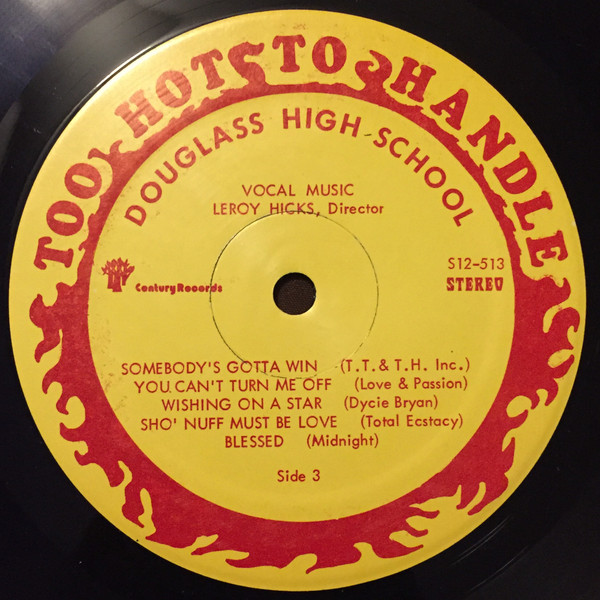 TOO HOT TO HANDLE
DOUGLASS HIGH SCHOOL
VOCAL MUSIC
LEROY HICKS, Director
S12-513
Century Records
STEREO
SOMEBODY'S GOTTA WIN (T.T. & T.H. Inc.)
YOU CAN'T TURN ME OFF (Love & Passion)
WISHING ON A STAR (Dycie Bryan)
SHO' NUFF MUST BE LOVE (Total Ecstacy)
BLESSED (Midnight)
Side 3